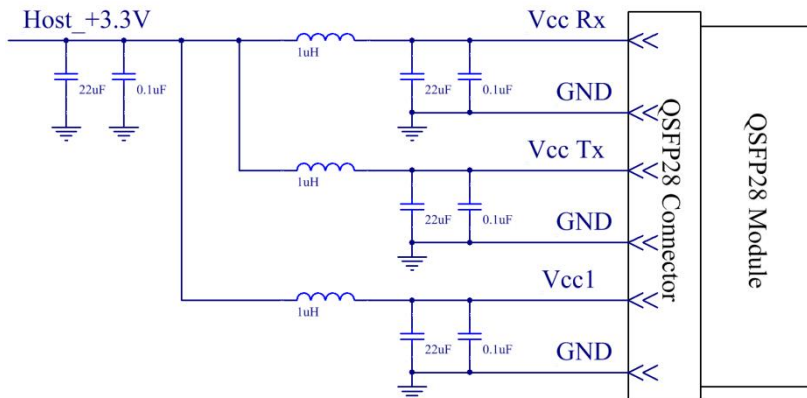 Host_+3.3V
Vcc Rx
1uH
22uF
0.1uF
22uF
0.1uF
GND
Vcc Tx
1uH
22uF
0.1uF
GND
Vcc1
1uH
22uF
0.1uF
GND
QSFP28 Connector
QSFP28 Module